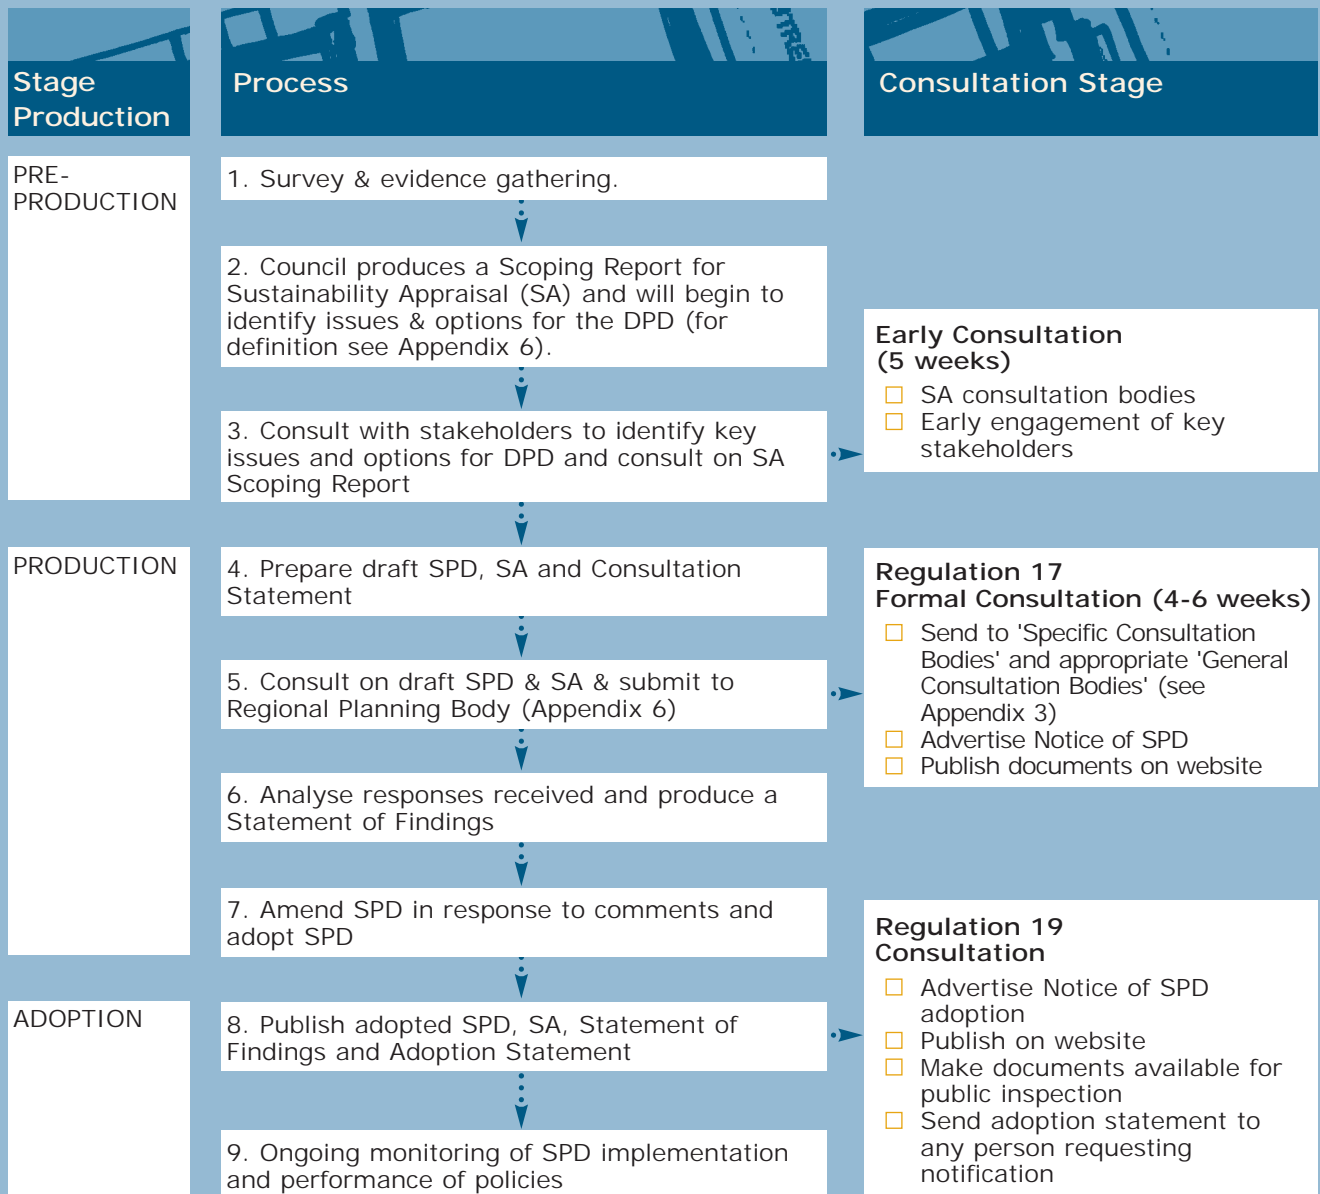 Stage
Production
Process
Consultation Stage
PRE-
PRODUCTION
1. Survey & evidence gathering.
2. Council produces a Scoping Report for
Sustainability Appraisal (SA) and will begin to
identify issues & options for the DPD (for
definition see Appendix 6).
3. Consult with stakeholders to identify key
issues and options for DPD and consult on SA
Scoping Report
Early Consultation
(5 weeks)
SA consultation bodies
Early engagement of key
stakeholders
PRODUCTION
4. Prepare draft SPD, SA and Consultation
Statement
5. Consult on draft SPD & SA & submit to
Regional Planning Body (Appendix 6)
6. Analyse responses received and produce a
Statement of Findings
7. Amend SPD in response to comments and
adopt SPD
Regulation 17
Formal Consultation (4-6 weeks)
Send to 'Specific Consultation
Bodies' and appropriate 'General
Consultation Bodies' (see
Appendix 3)
Advertise Notice of SPD
Publish documents on website
ADOPTION
8. Publish adopted SPD, SA, Statement of
Findings and Adoption Statement
9. Ongoing monitoring of SPD implementation
and performance of policies
Regulation 19
Consultation
Advertise Notice of SPD
adoption
Publish on website
Make documents available for
public inspection
Send adoption statement to
any person requesting
notification